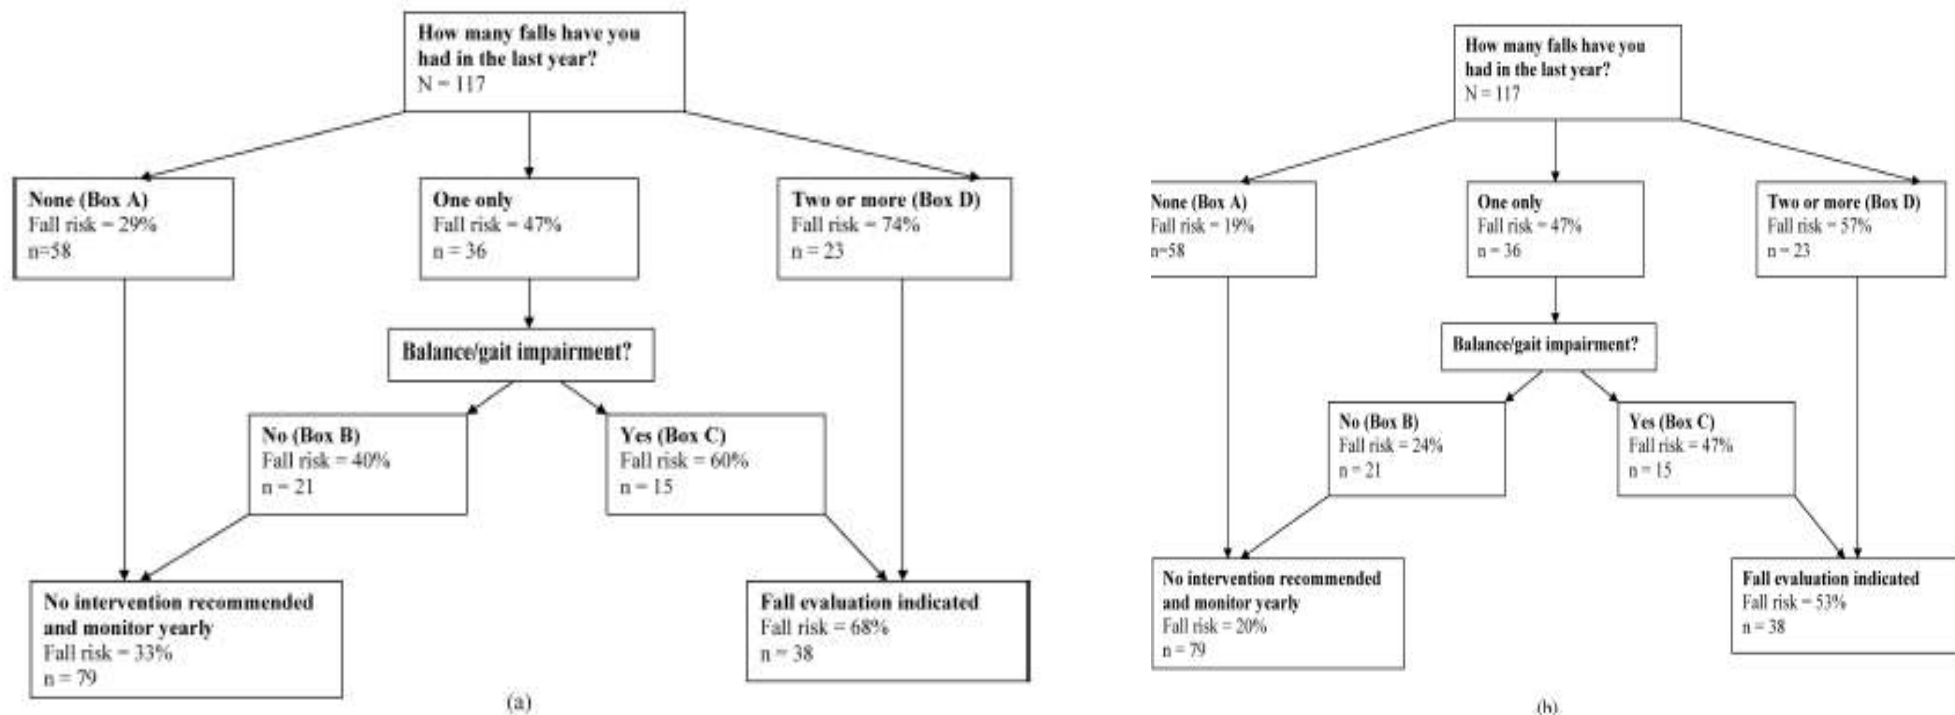 How many falls have you
had in the last year?
N = 117
None (Box A)
Fall risk = 29%
n=58
One only
Fall risk = 47%
n = 36
Two or more (Box D)
Fall risk = 74%
n = 23
Balance/gait impairment?
No (Box B)
Fall risk = 40%
n = 21
Yes (Box C)
Fall risk = 60%
n = 15
No intervention recommended
and monitor yearly
Fall risk = 33%
n = 79
Fall evaluation indicated
Fall risk = 68%
n = 38
(a)
How many falls have you
had in the last year?
N = 117
None (Box A)
Fall risk = 19%
n=58
One only
Fall risk = 47%
n = 36
Two or more (Box D)
Fall risk = 57%
n = 23
Balance/gait impairment?
No (Box B)
Fall risk = 24%
n = 21
Yes (Box C)
Fall risk = 47%
n = 15
No intervention recommended
and monitor yearly
Fall risk = 20%
n = 79
Fall evaluation indicated
Fall risk = 53%
n = 38
(b)